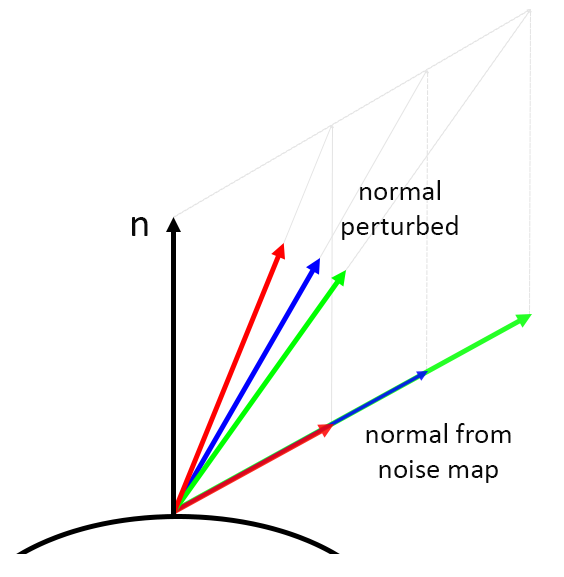 normal
n
perturbed
normal from
noise map